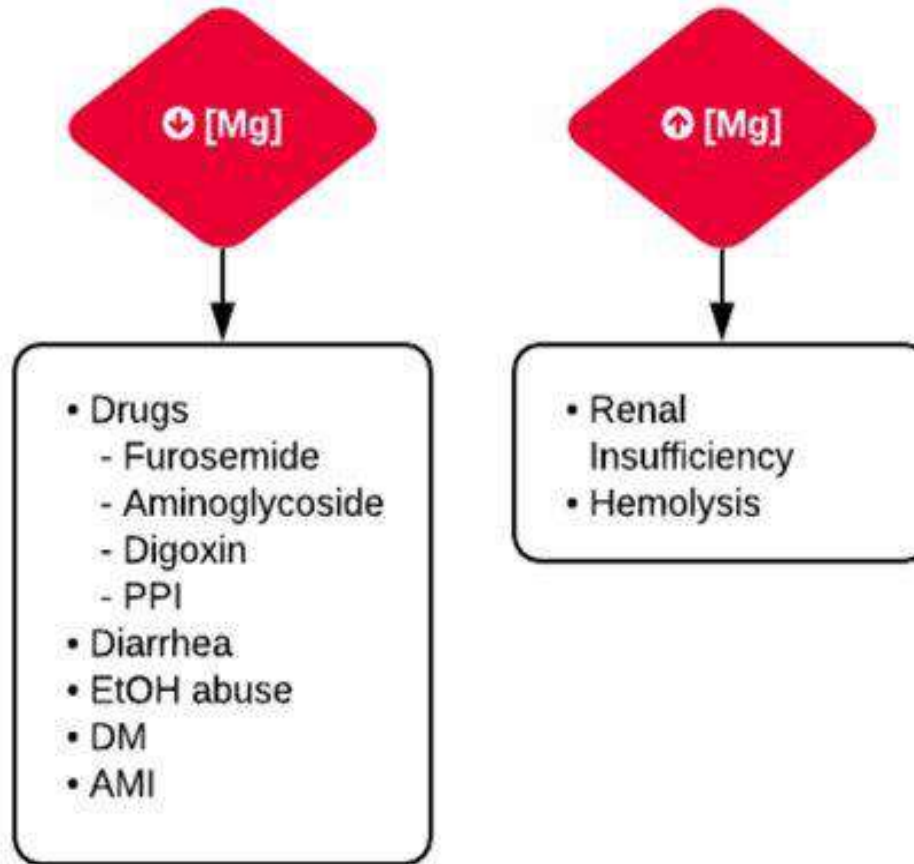 ↓ [Mg]
• Drugs
- Furosemide
- Aminoglycoside
- Digoxin
- PPI
• Diarrhea
• EtOH abuse
• DM
• AMI
↑ [Mg]
• Renal
Insufficiency
• Hemolysis